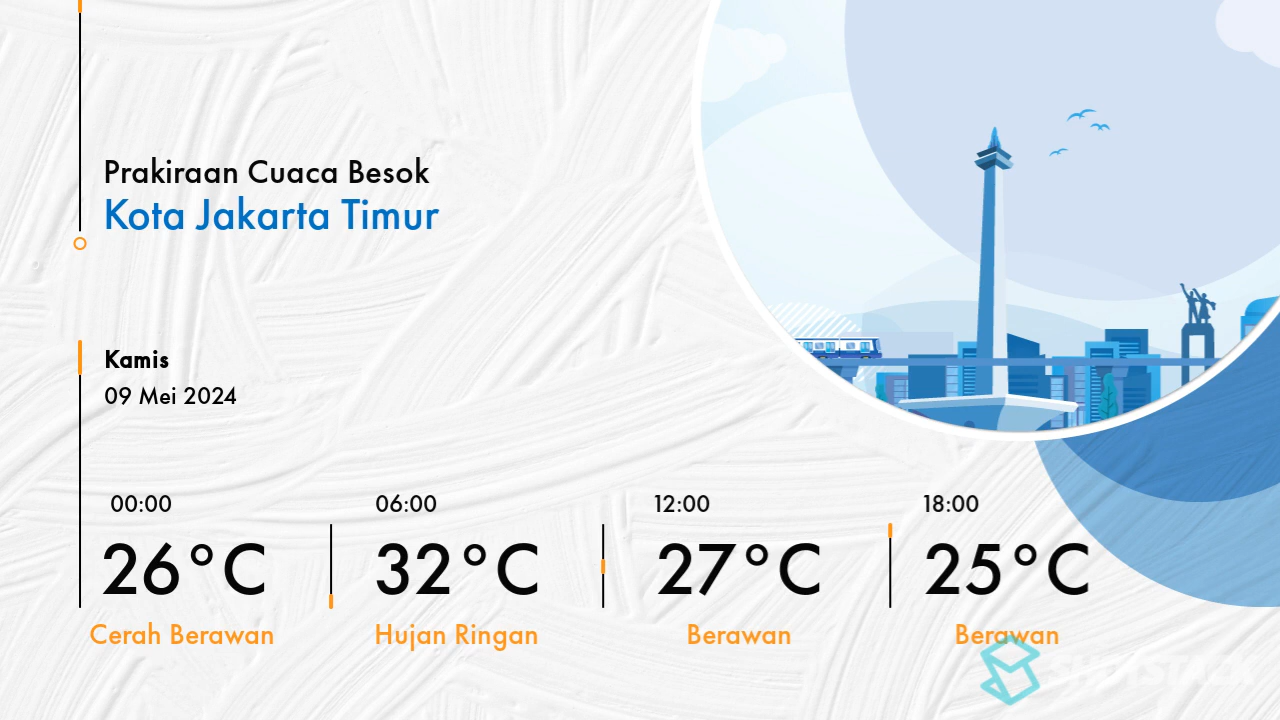 Prakiraan Cuaca Besok
Kota Jakarta Timur
Kamis
09 Mei 2024
00:00 06:00 12:00 18:00
26°C 32°C 27°C 25°C
Cerah Berawan Hujan Ringan Berawan Berawan
SHOTSTACK